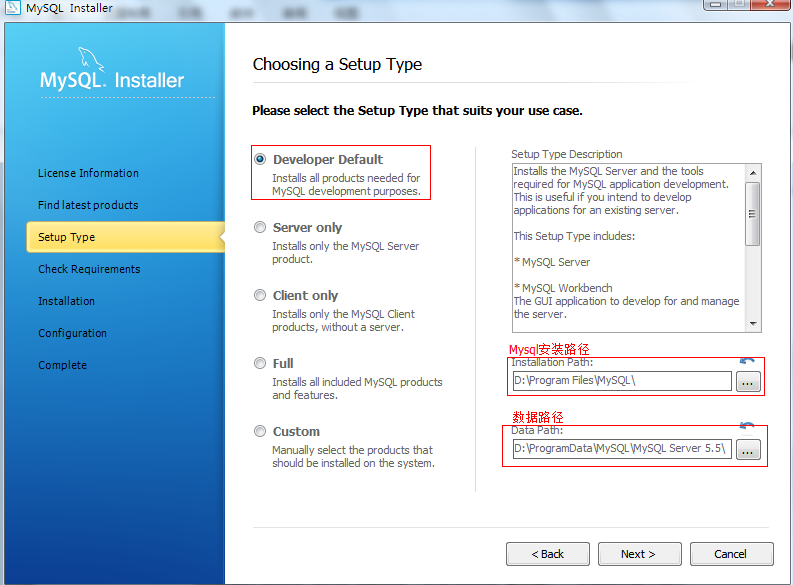 MySQL Installer
MySQL. Installer
License Information
Find latest products
Setup Type
Check Requirements
Installation
Configuration
Complete
Choosing a Setup Type
Please select the Setup Type that suits your use case.
Developer Default
Installs all products needed for
MySQL development purposes.
Server only
Installs only the MySQL Server
product.
Client only
Installs only the MySQL Client
products, without a server.
Full
Installs all included MySQL products
and features.
Custom
Manually select the products that
should be installed on the system.
Setup Type Description
Installs the MySQL Server and the tools
required for MySQL application development.
This is useful if you intend to develop
applications for an existing server.
This Setup Type includes:
* MySQL Server
* MySQL Workbench
The GUI application to develop for and manage
the server.
Mysql安装路径
Installation Path:
D:\Program Files\MySQL\
...
数据路径
Data Path:
D:\ProgramData\MySQL\MySQL Server 5.5\
...
< Back
Next >
Cancel